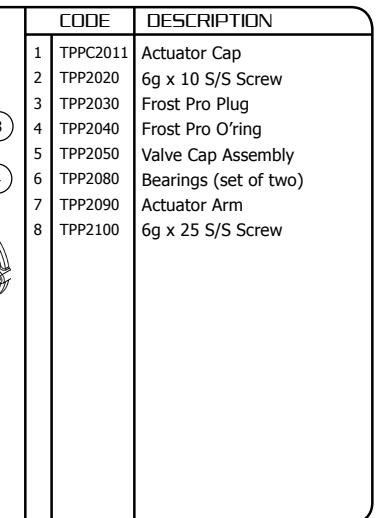 CODE DESCRIPTION
1 TPPC2011 Actuator Cap
2 TPP2020 6g x 10 S/S Screw
3 TPP2030 Frost Pro Plug
4 TPP2040 Frost Pro O'ring
5 TPP2050 Valve Cap Assembly
6 TPP2080 Bearings (set of two)
7 TPP2090 Actuator Arm
8 TPP2100 6g x 25 S/S Screw